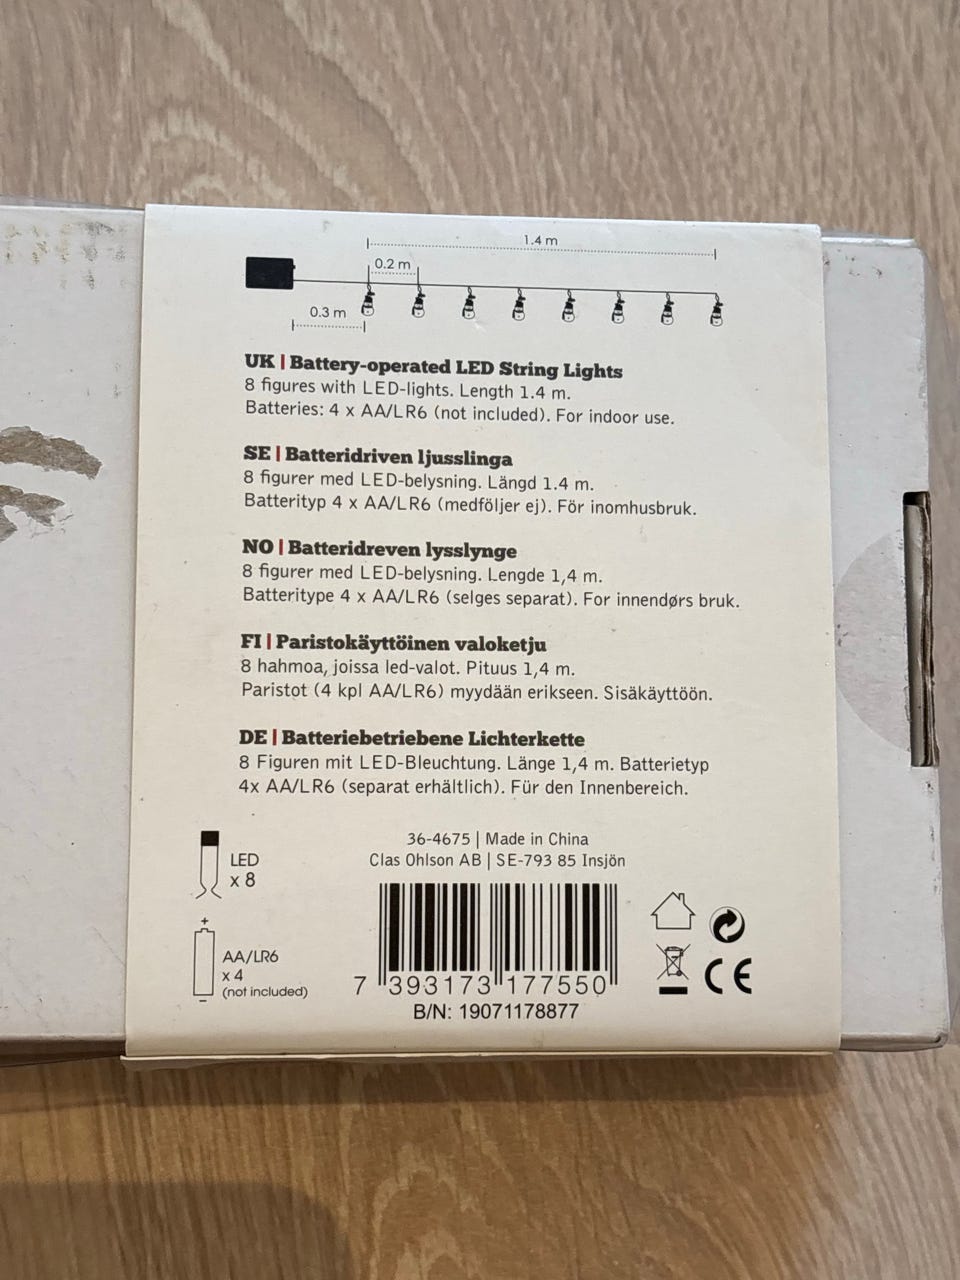 1.4 m
0.2 m
0.3 m
UK | Battery-operated LED String Lights
8 figures with LED-lights. Length 1.4 m.
Batteries: 4 x AA/LR6 (not included). For indoor use.
SE | Batteridriven ljusslinga
8 figurer med LED-belysning. Längd 1.4 m.
Batterityp 4 x AA/LR6 (medföljer ej). För inomhusbruk.
NO | Batteridreven lysslynge
8 figurer med LED-belysning. Lengde 1,4 m.
Batteritype 4 x AA/LR6 (selges separat). For innendørs bruk.
FI | Paristokäyttöinen valoketju
8 hahmoa, joissa led-valot. Pituus 1,4 m.
Paristot (4 kpl AA/LR6) myydään erikseen. Sisäkäyttöön.
DE | Batteriebetriebene Lichterkette
8 Figuren mit LED-Bleuchtung. Länge 1,4 m. Batterietyp
4x AA/LR6 (separat erhältlich). Für den Innenbereich.
36-4675 | Made in China
Clas Ohlson AB | SE-793 85 Insjön
LED
x 8
+
AA/LR6
x 4
(not included)
–
7 393173 177550
B/N: 19071178877
CE